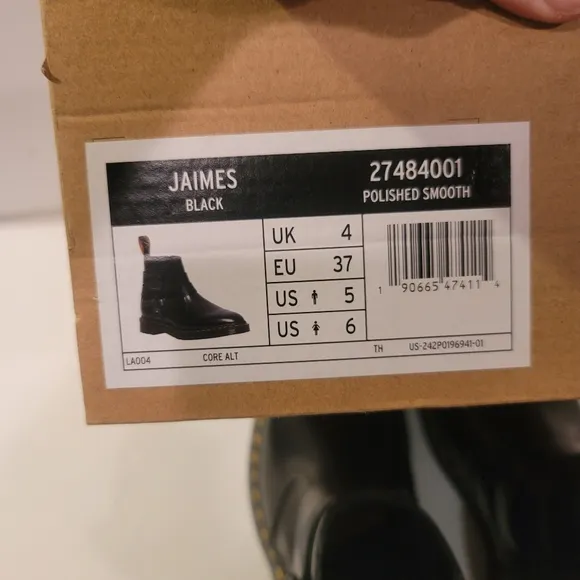 JAIMES
BLACK
27484001
POLISHED SMOOTH
UK 4
EU 37
US 5
US 6
1 90665 47411 4
LA004 CORE ALT TH US-242P0196941-01